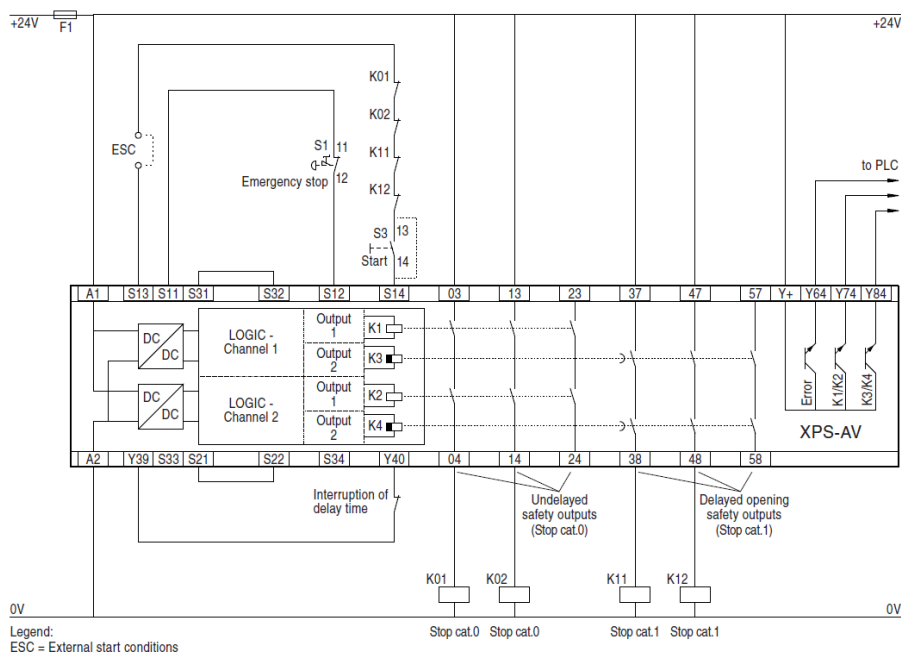 +24V
F1
+24V
K01
K02
ESC
S1 11
K11
Emergency stop
12
K12
to PLC
S3 13
Start 14
A1 S13 S11 S31 S32 S12 S14 03 13 23 37 47 57 Y+ Y64 Y74 Y84
DC
DC
LOGIC -
Channel 1
Output
1
K1
Output
2
K3
DC
DC
LOGIC -
Channel 2
Output
1
K2
Output
2
K4
Error
K1/K2
K3/K4
XPS-AV
A2 Y39 S33 S21 S22 S34 Y40 04 14 24 38 48 58
Interruption of
delay time
Undelayed
safety outputs
(Stop cat.0)
Delayed opening
safety outputs
(Stop cat.1)
K01 K02 K11 K12
0V
0V
Stop cat.0 Stop cat.0 Stop cat.1 Stop cat.1
Legend:
ESC = External start conditions